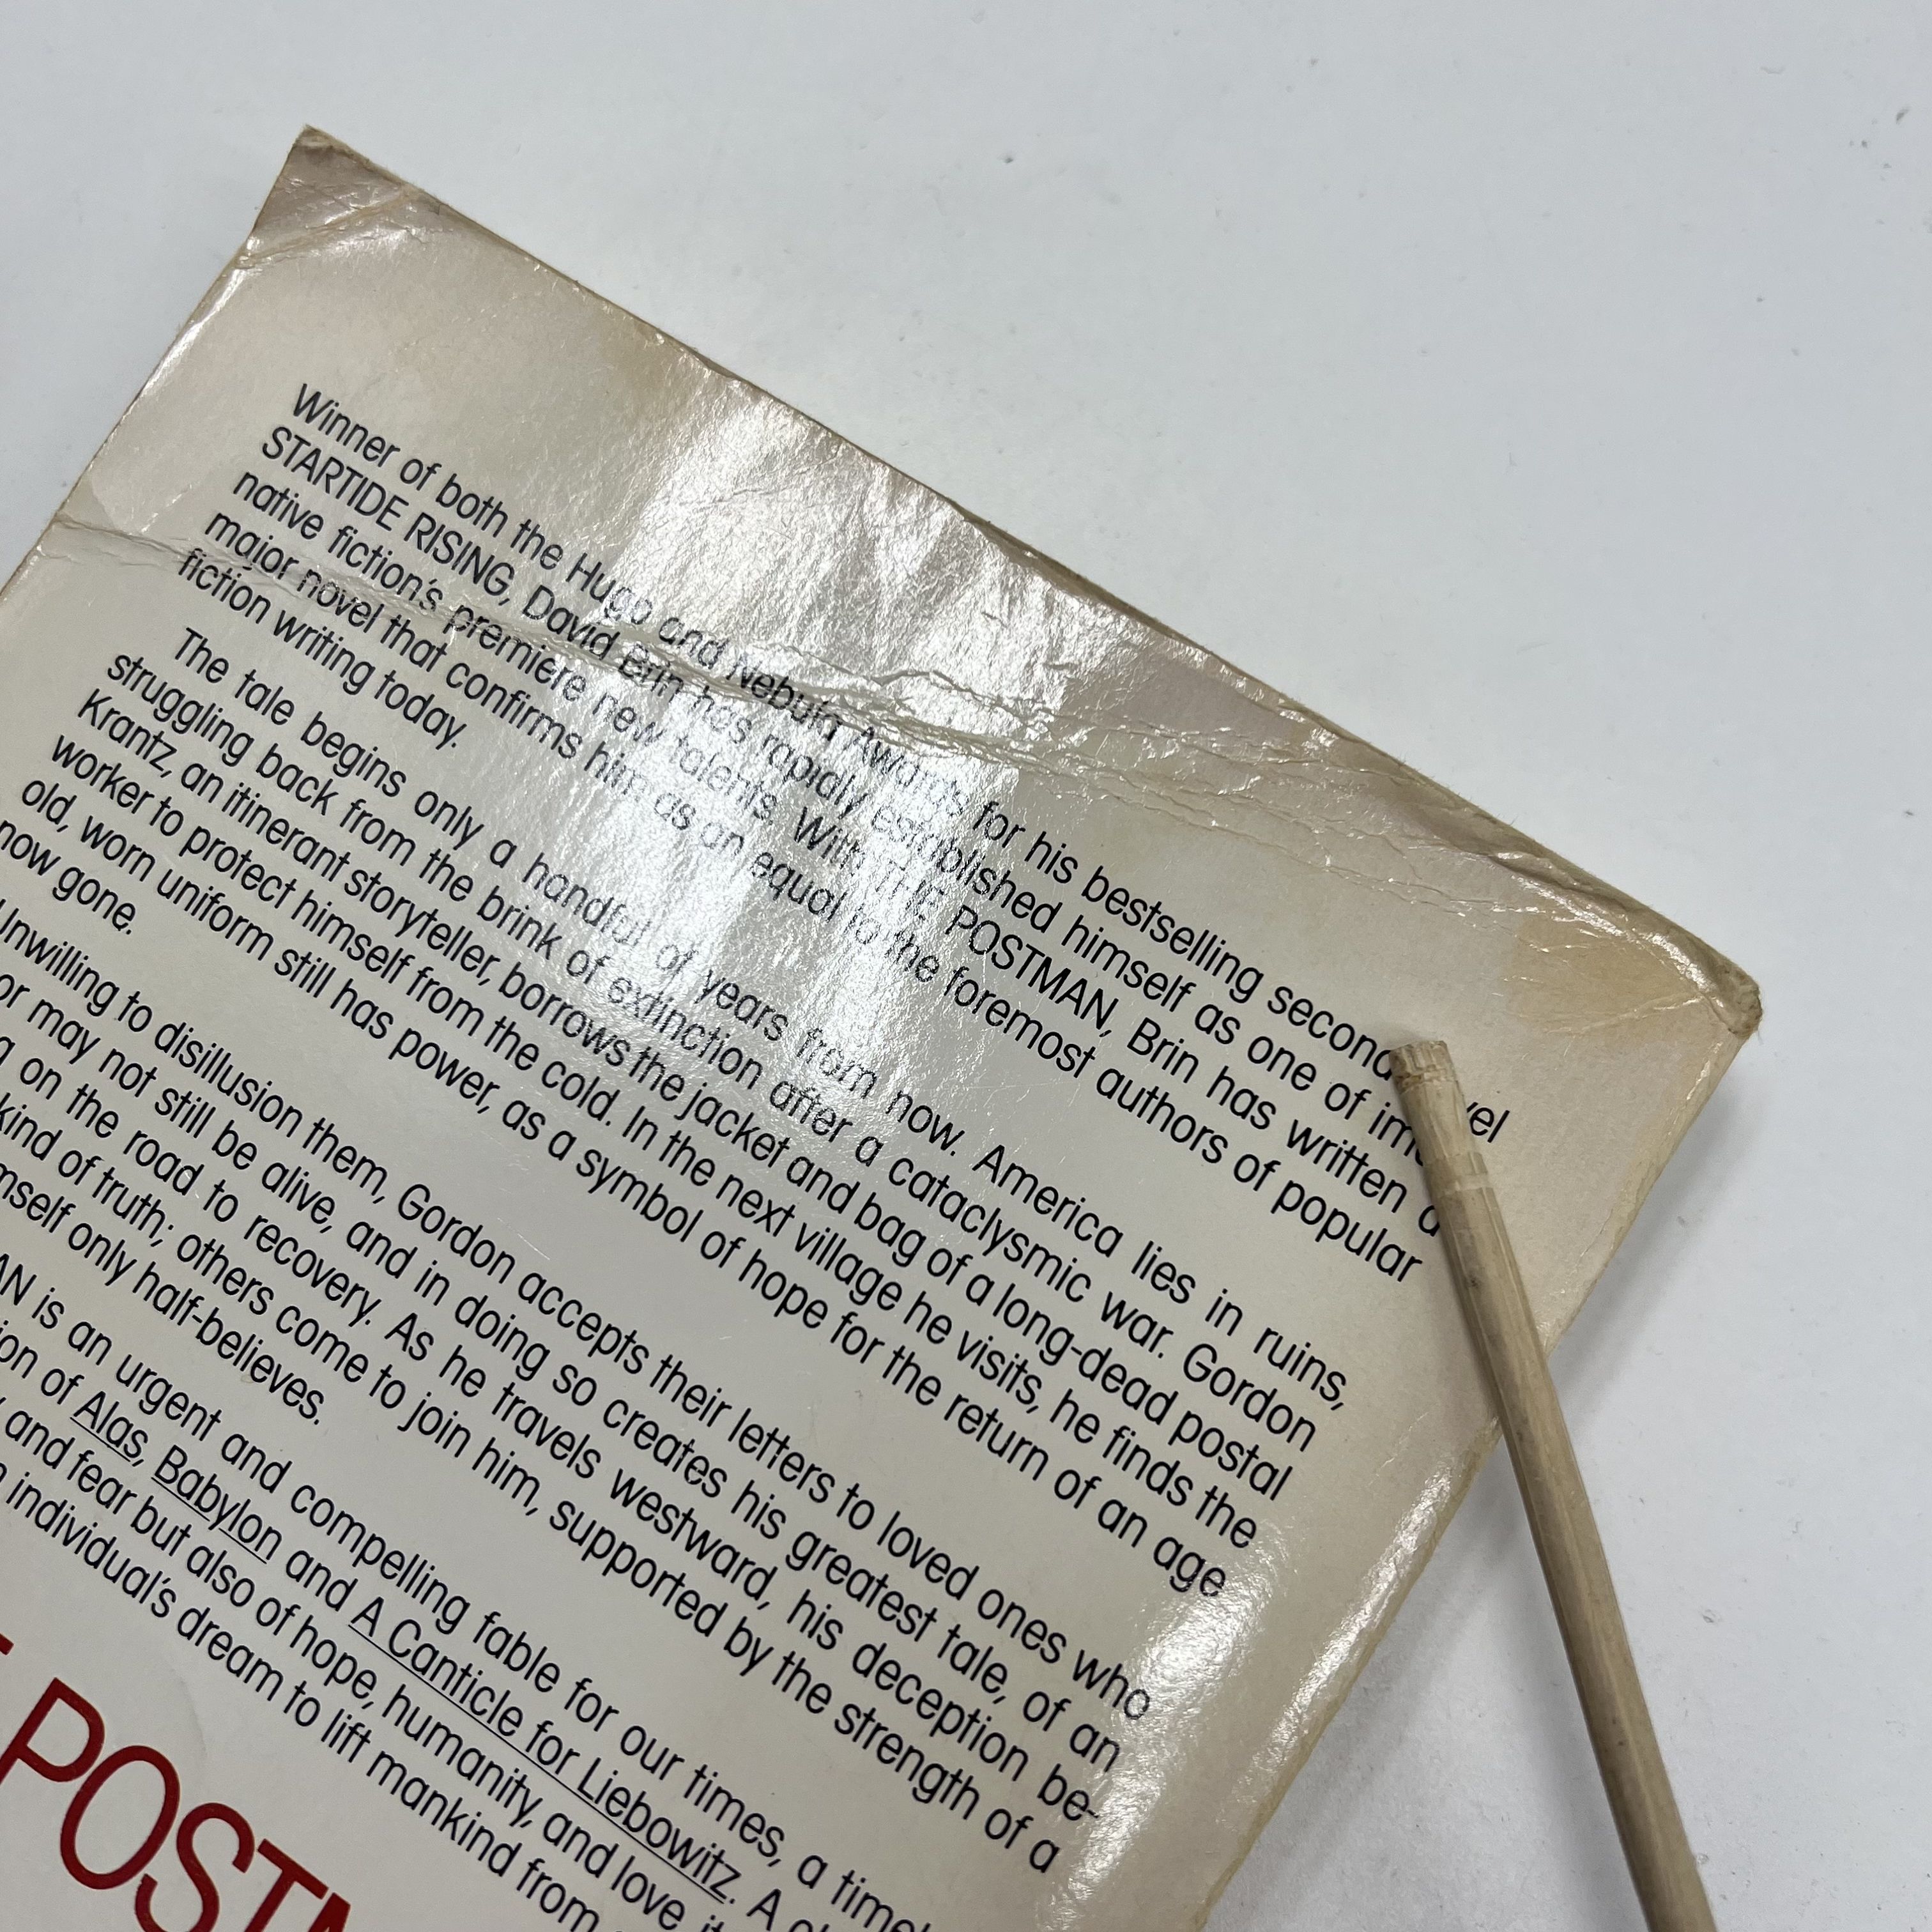 Winner of both the Hugo and Nebula Awards for his bestselling second
STARTIDE RISING, David Brin has rapidly established himself as one of
native fiction's premiere new talents. With THE POSTMAN, Brin has written a
major novel that confirms him as an equal to the foremost authors of popular
fiction writing today.
The tale begins only a handful of years from now. America lies in ruins,
struggling back from the brink of extinction after a cataclysmic war. Gordon
Krantz, an itinerant storyteller, borrows the jacket and bag of a long-dead postal
worker to protect himself from the cold. In the next village he visits, he finds the
old, worn uniform still has power, as a symbol of hope for the return of an age
now gone.
Unwilling to disillusion them, Gordon accepts their letters to loved ones who
or may not still be alive, and in doing so creates his greatest tale, of an
on the road to recovery. As he travels westward, his deception be-
kind of truth; others come to join him, supported by the strength of a
only half-believes.
is an urgent and compelling fable for our times, a
of Alas, Babylon and A Canticle for Liebowitz. A
and fear but also of hope, humanity, and love,
individual's dream to lift mankind from
POSTM